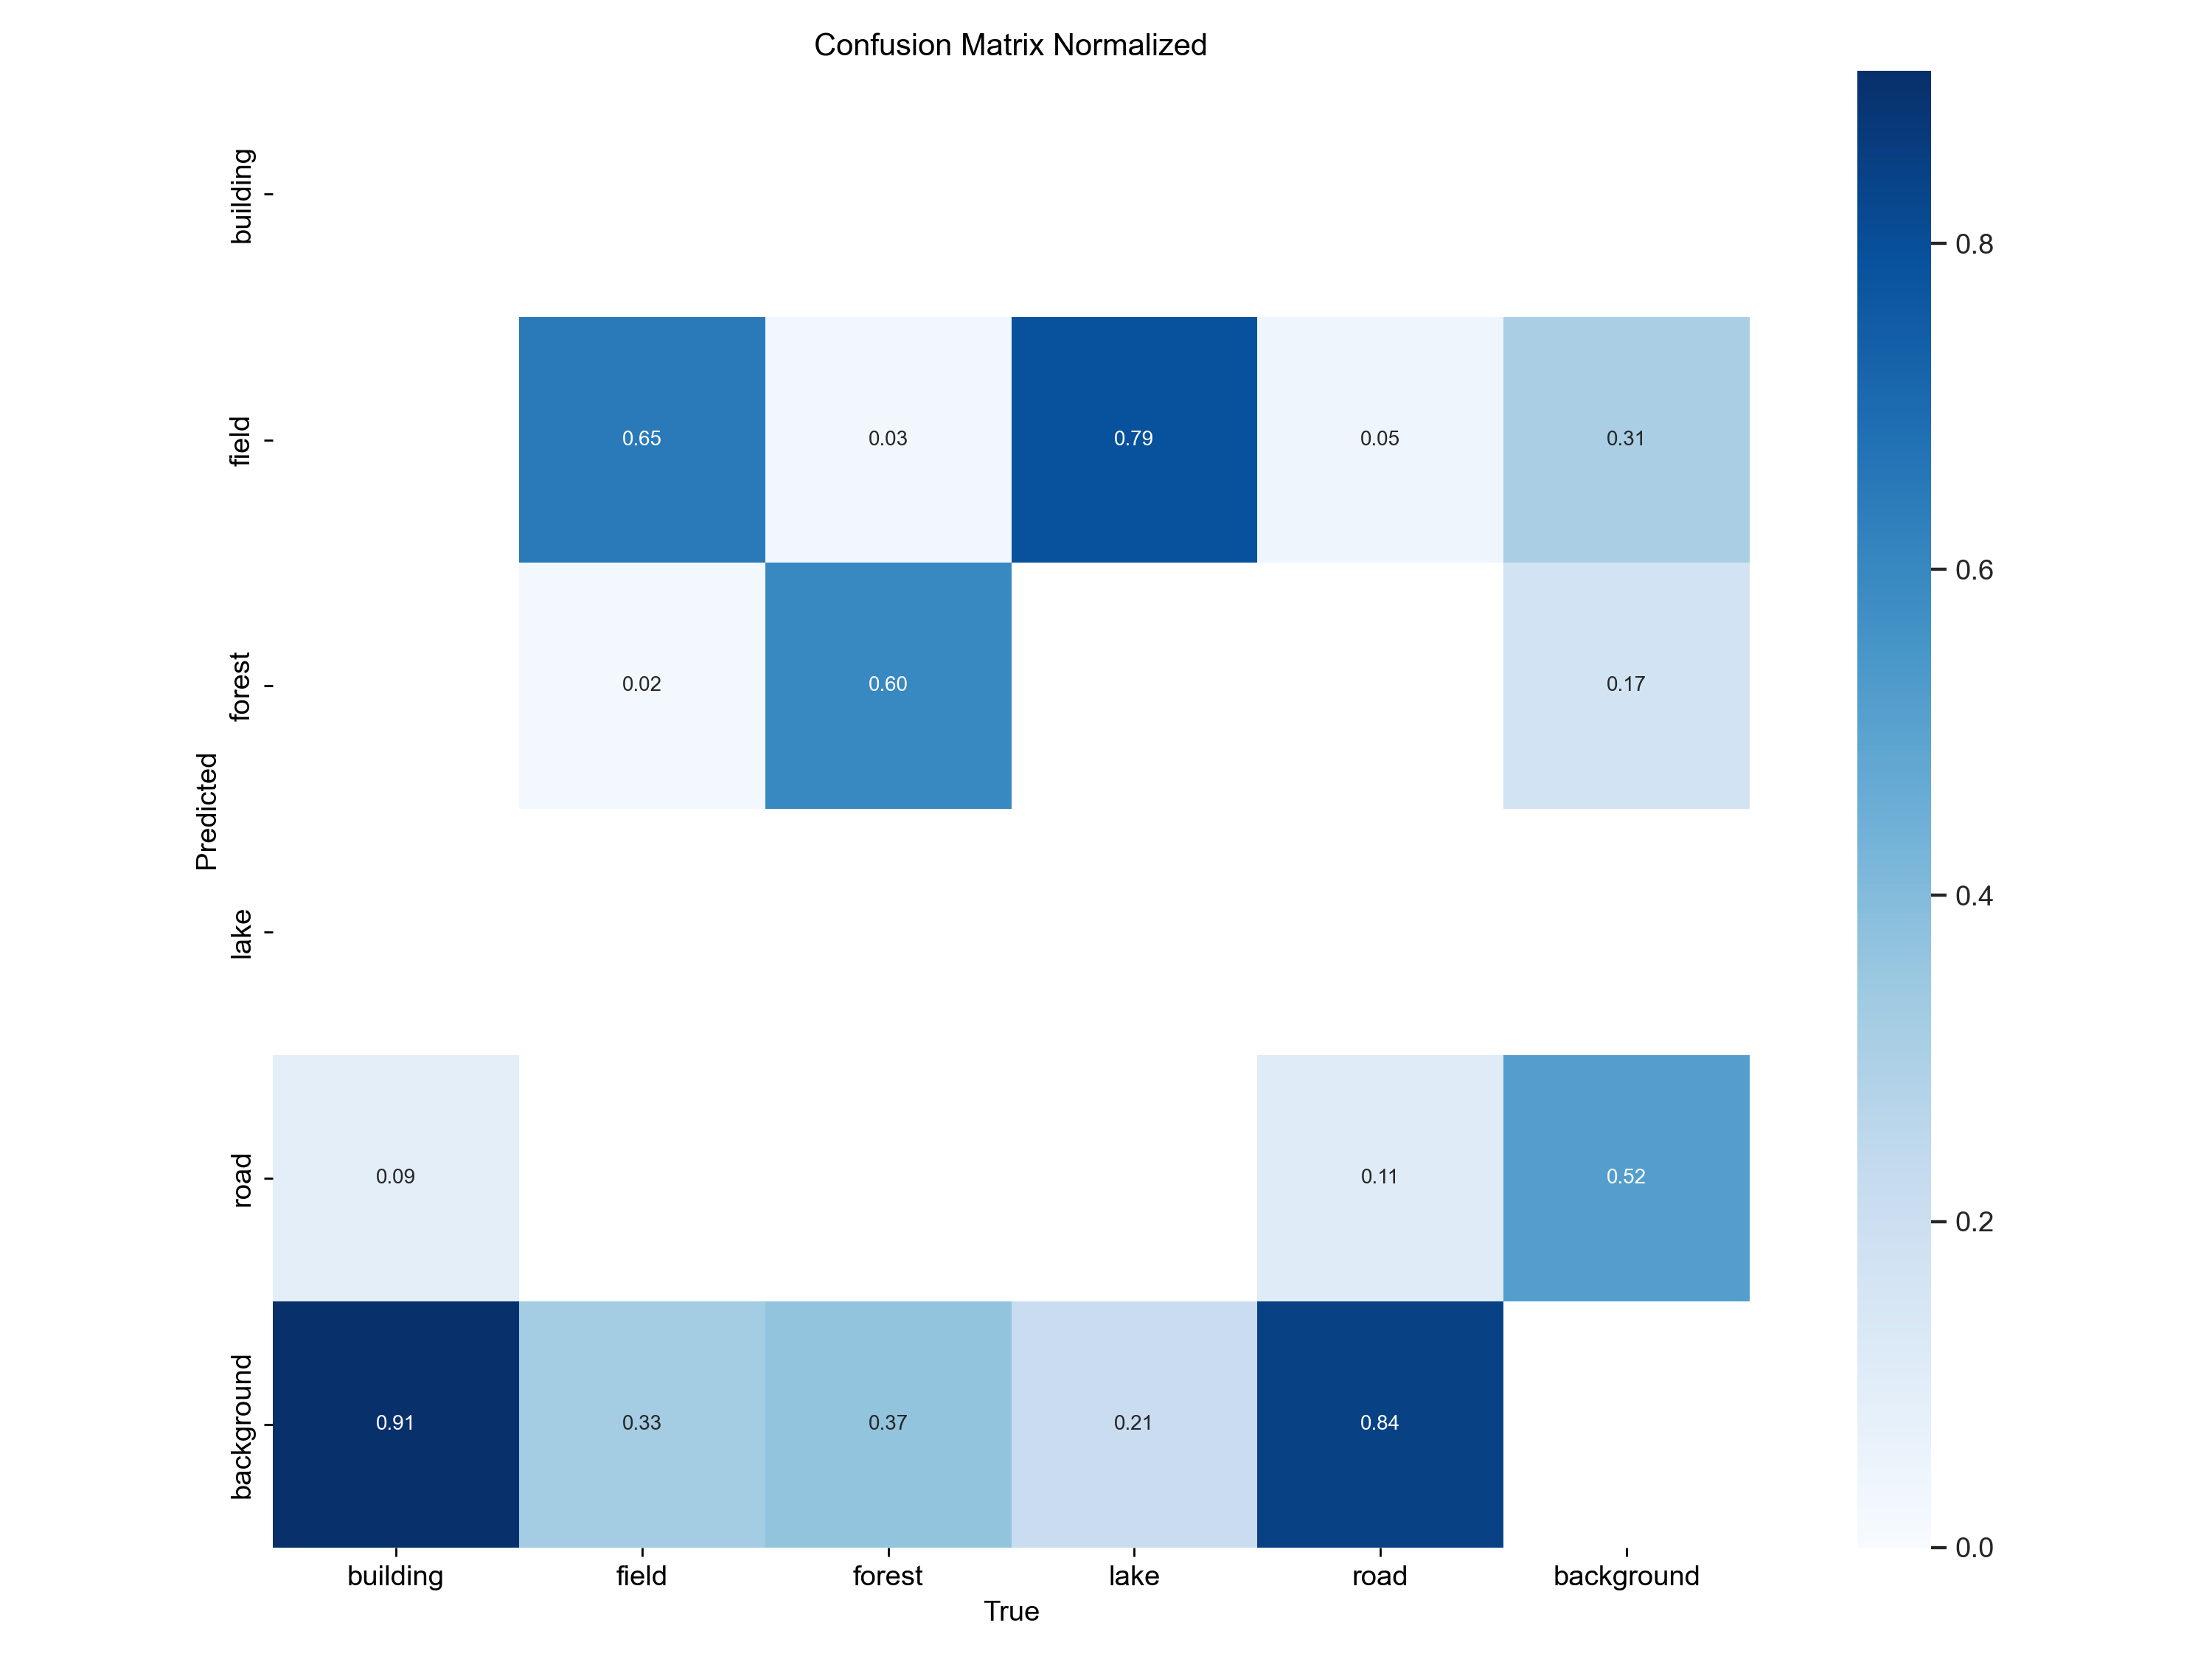 Confusion Matrix Normalized
building
field
0.65 0.03 0.79 0.05 0.31
forest
0.02 0.60 0.17
lake
road
0.09 0.11 0.52
background
0.91 0.33 0.37 0.21 0.84
Predicted
building field forest lake road background
True
0.8
0.6
0.4
0.2
0.0